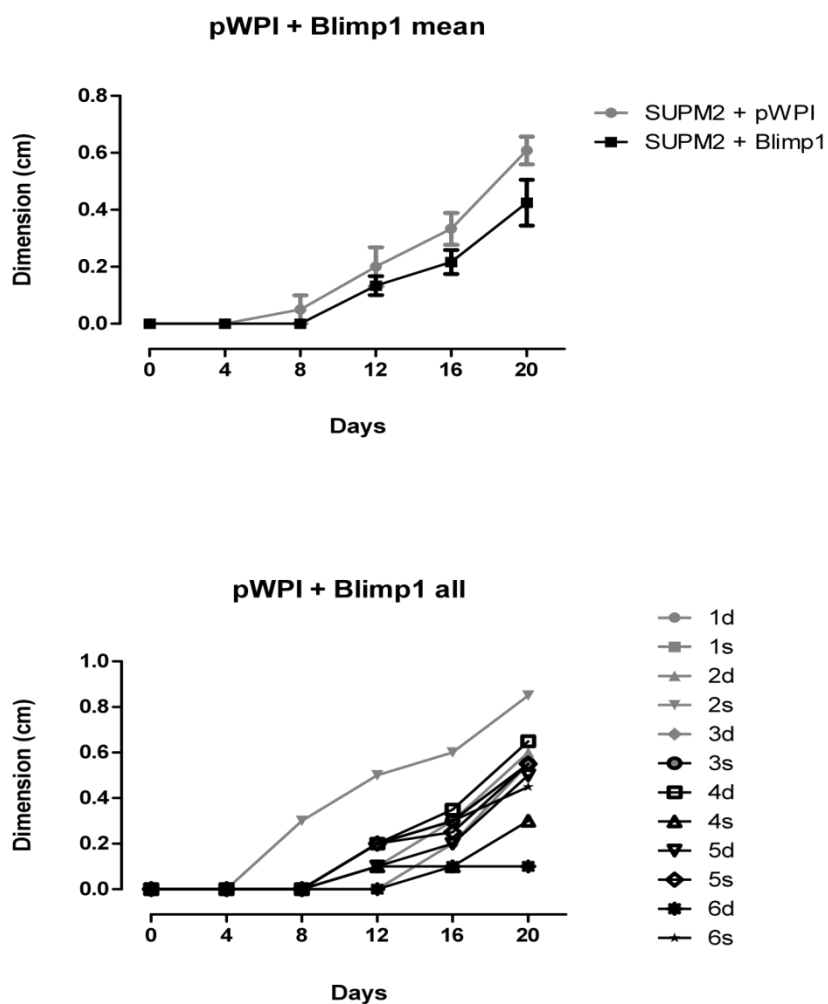 pWPI + Blimp1 mean
Dimension (cm)
0.8
0.6
0.4
0.2
0.0
0 4 8 12 16 20
Days
SUPM2 + pWPI
SUPM2 + Blimp1
pWPI + Blimp1 all
Dimension (cm)
1.0
0.8
0.6
0.4
0.2
0.0
0 4 8 12 16 20
Days
1d
1s
2d
2s
3d
3s
4d
4s
5d
5s
6d
6s